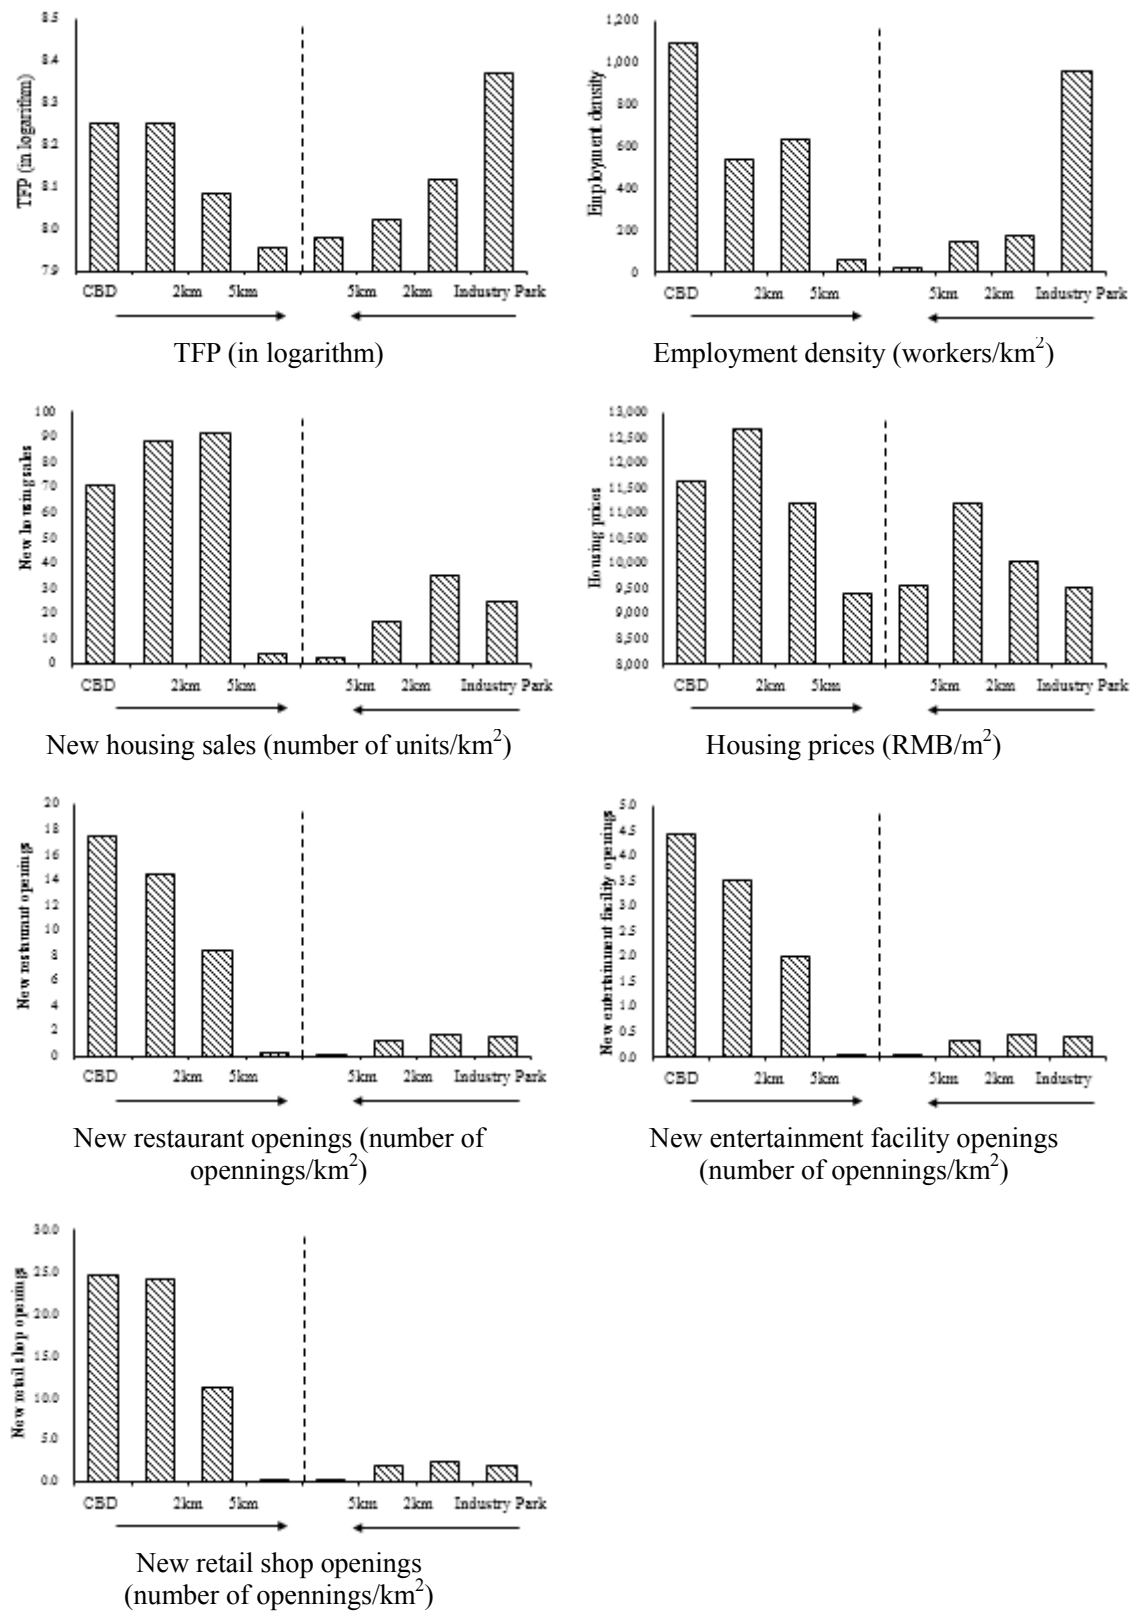 8.5
8.4
8.3
8.2
8.1
8.0
7.9
TFP (in logarithm)
CBD 2km 5km 5km 2km Industry Park
TFP (in logarithm)
1,200
1,000
800
600
400
200
0
Employment density
CBD 2km 5km 5km 2km Industry Park
Employment density (workers/km²)
100
90
80
70
60
50
40
30
20
10
0
New housing sales
CBD 2km 5km 5km 2km Industry Park
New housing sales (number of units/km²)
13,000
12,500
12,000
11,500
11,000
10,500
10,000
9,500
9,000
8,500
8,000
Housing prices
CBD 2km 5km 5km 2km Industry Park
Housing prices (RMB/m²)
20
18
16
14
12
10
8
6
4
2
0
New restaurant openings
CBD 2km 5km 5km 2km Industry Park
New restaurant openings (number of
opennings/km²)
5.0
4.5
4.0
3.5
3.0
2.5
2.0
1.5
1.0
0.5
0.0
New entertainment facility openings
CBD 2km 5km 5km 2km Industry
New entertainment facility openings
(number of opennings/km²)
30.0
25.0
20.0
15.0
10.0
5.0
0.0
New retail shop openings
CBD 2km 5km 5km 2km Industry Park
New retail shop openings
(number of opennings/km²)